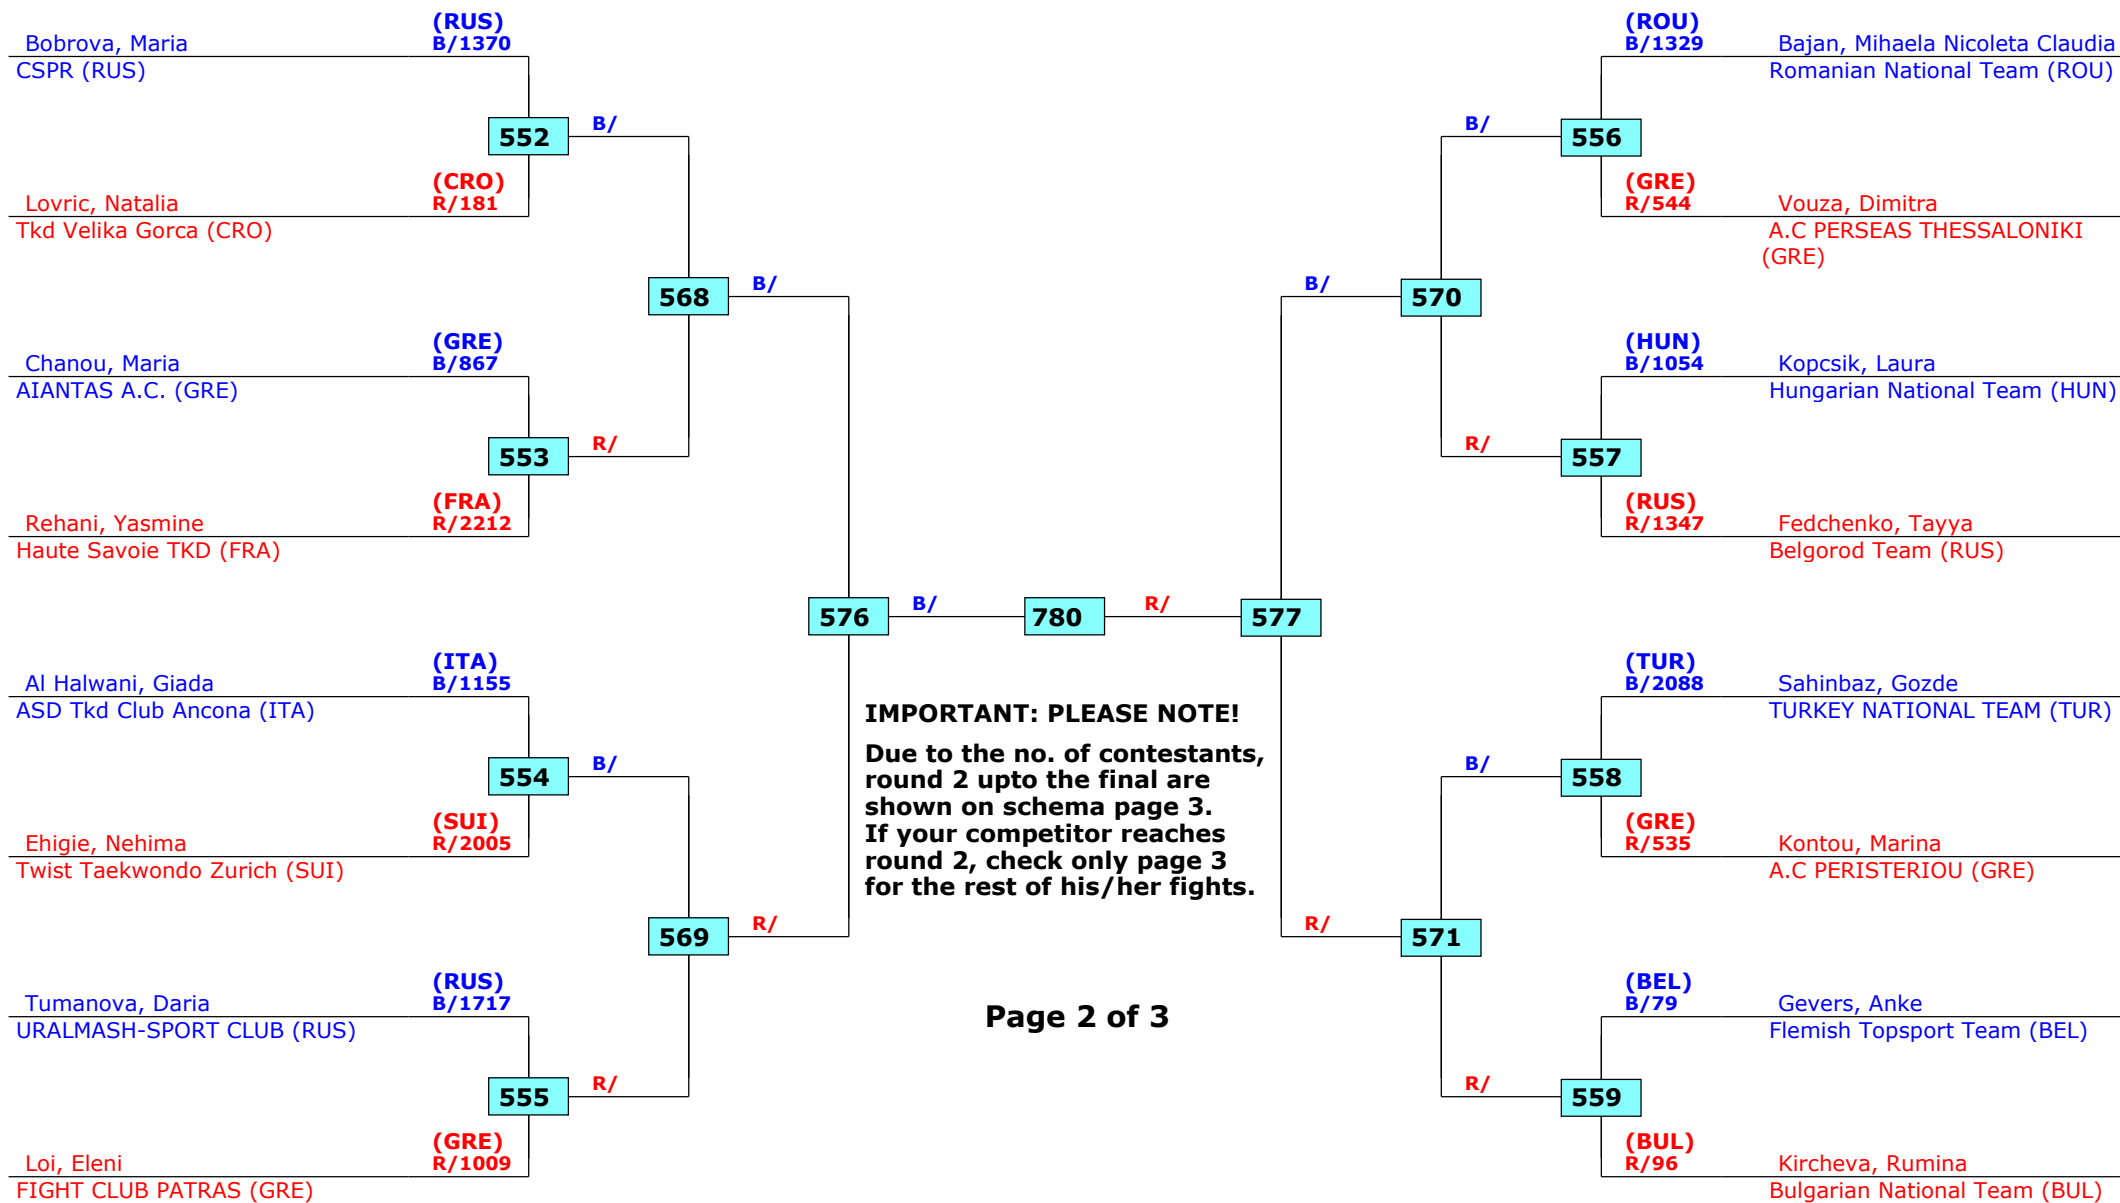 (RUS)
Bobrova, Maria B/1370
CSPR (RUS)
552
B/
(CRO)
Lovric, Natalia R/181
Tkd Velika Gorca (CRO)
568
B/
(GRE)
Chanou, Maria B/867
AIANTAS A.C. (GRE)
553
R/
(FRA)
Rehani, Yasmine R/2212
Haute Savoie TKD (FRA)
576
B/
780
R/
577
(ITA)
Al Halwani, Giada B/1155
ASD Tkd Club Ancona (ITA)
554
B/
(SUI)
Ehigie, Nehima R/2005
Twist Taekwondo Zurich (SUI)
569
R/
(RUS)
Tumanova, Daria B/1717
URALMASH-SPORT CLUB (RUS)
555
R/
(GRE)
Loi, Eleni R/1009
FIGHT CLUB PATRAS (GRE)
IMPORTANT: PLEASE NOTE!
Due to the no. of contestants,
round 2 upto the final are
shown on schema page 3.
If your competitor reaches
round 2, check only page 3
for the rest of his/her fights.
Page 2 of 3
(ROU)
B/1329 Bajan, Mihaela Nicoleta Claudia
Romanian National Team (ROU)
B/
556
(GRE)
R/544 Vouza, Dimitra
A.C PERSEAS THESSALONIKI
(GRE)
B/
570
(HUN)
B/1054 Kopcsik, Laura
Hungarian National Team (HUN)
R/
557
(RUS)
R/1347 Fedchenko, Tayya
Belgorod Team (RUS)
(TUR)
B/2088 Sahinbaz, Gozde
TURKEY NATIONAL TEAM (TUR)
B/
558
(GRE)
R/535 Kontou, Marina
A.C PERISTERIOU (GRE)
R/
571
(BEL)
B/79 Gevers, Anke
Flemish Topsport Team (BEL)
R/
559
(BUL)
R/96 Kircheva, Rumina
Bulgarian National Team (BUL)